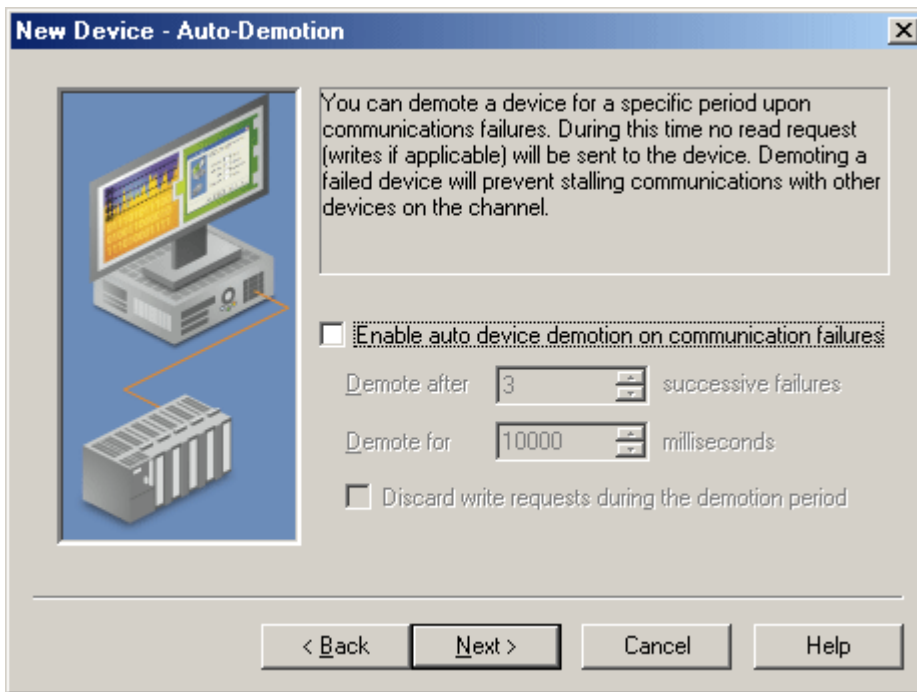 New Device - Auto-Demotion
You can demote a device for a specific period upon
communications failures. During this time no read request
(writes if applicable) will be sent to the device. Demoting a
failed device will prevent stalling communications with other
devices on the channel.
Enable auto device demotion on communication failures
Demote after 3 successive failures
Demote for 10000 milliseconds
Discard write requests during the demotion period
< Back Next > Cancel Help